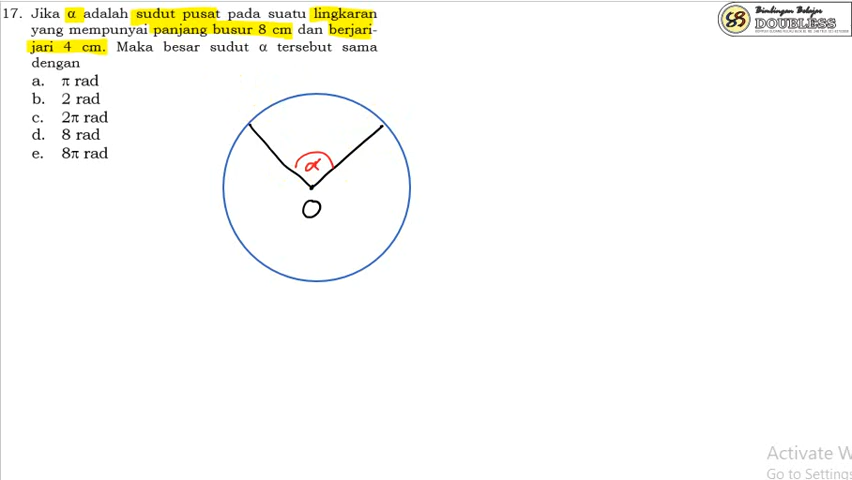 17. Jika α adalah sudut pusat pada suatu lingkaran
yang mempunyai panjang busur 8 cm dan berjari-
jari 4 cm. Maka besar sudut α tersebut sama
dengan
a. π rad
b. 2 rad
c. 2π rad
d. 8 rad
e. 8π rad
α
O
Bimbingan Belajar
DOUBLESS
Activate W
Go to Settings